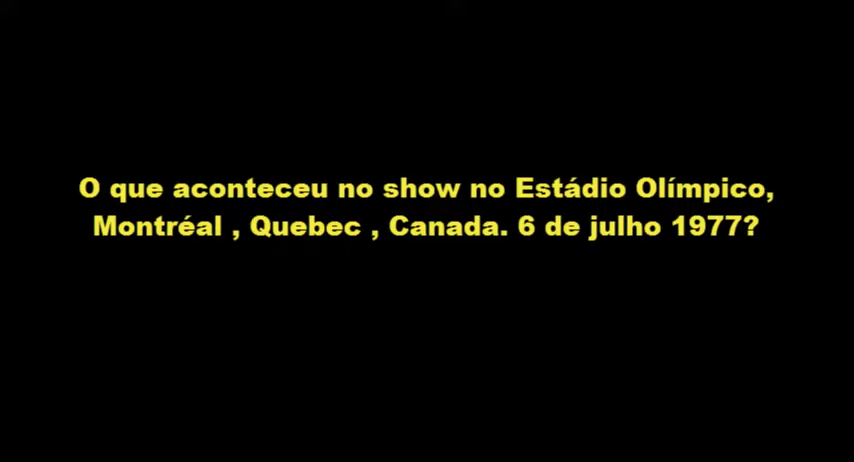 O que aconteceu no show no Estádio Olímpico,
Montréal , Quebec , Canada. 6 de julho 1977?